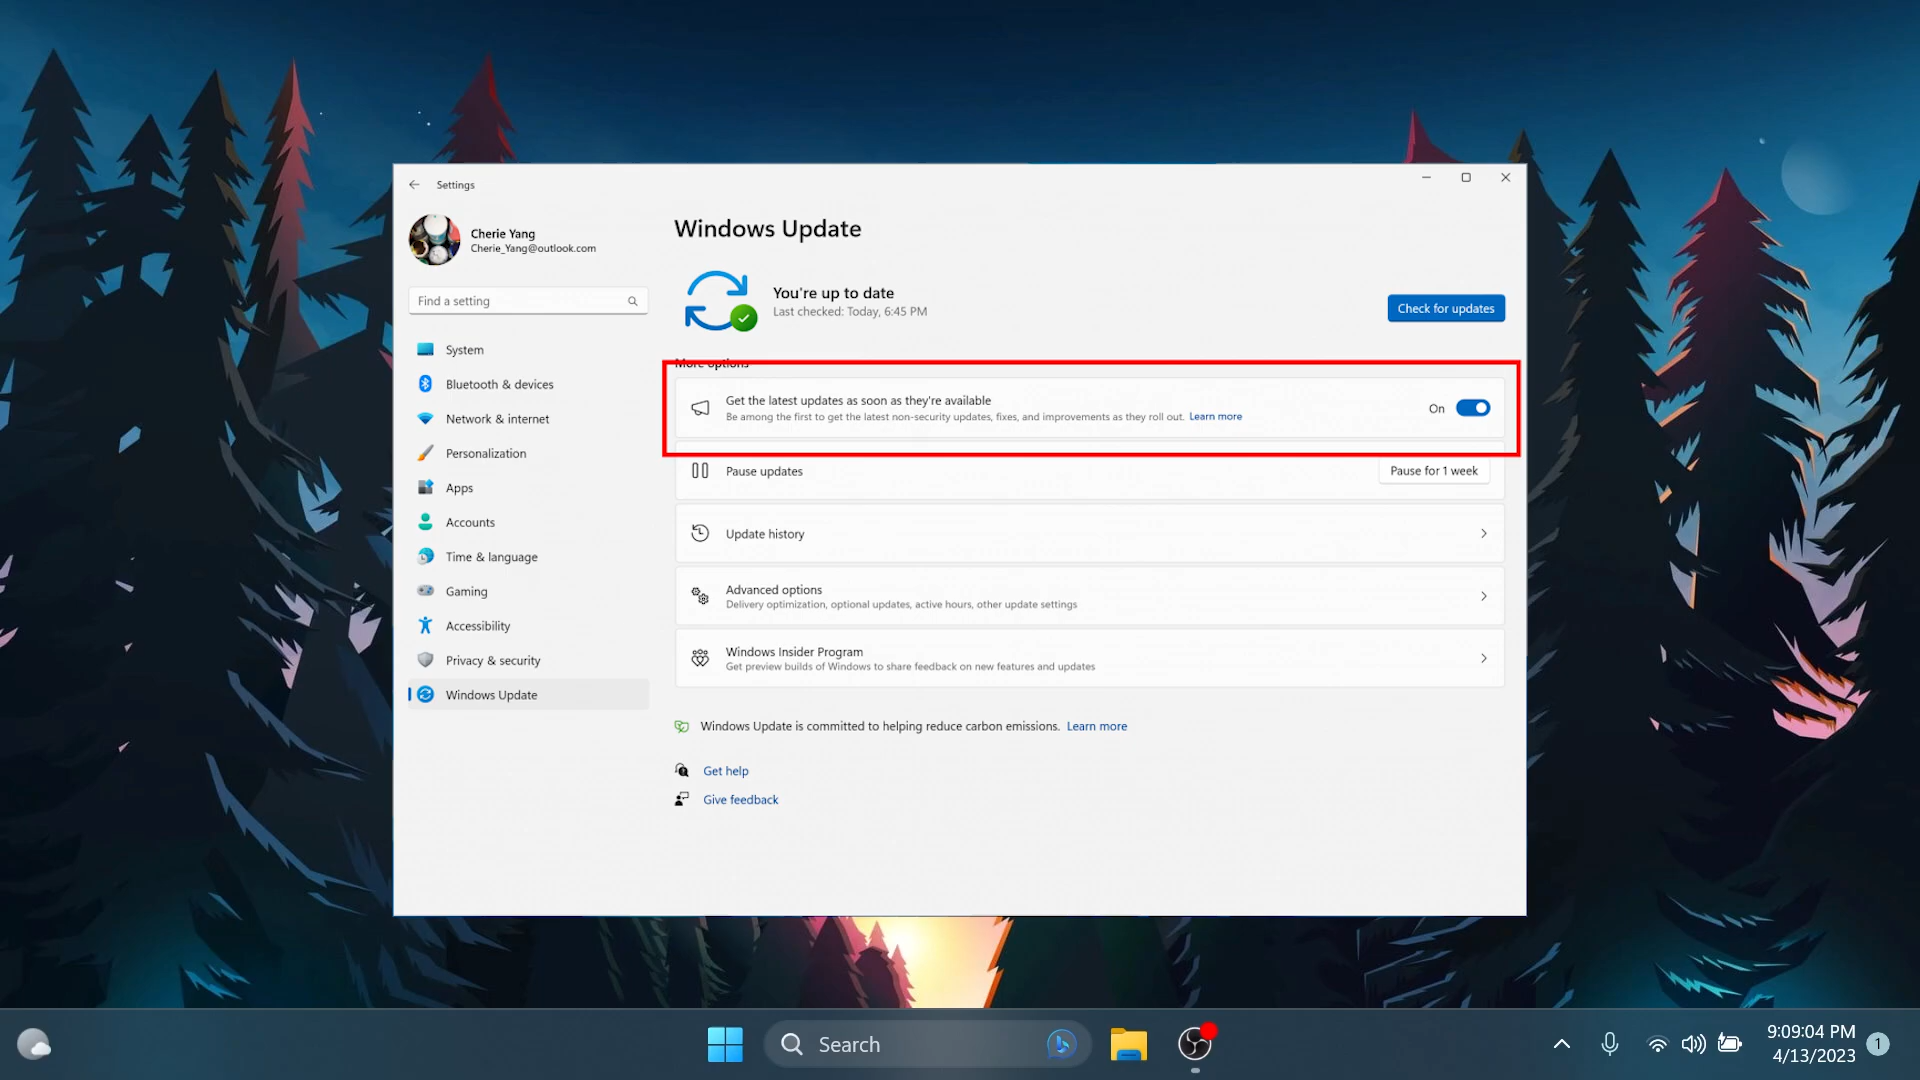 Settings
Cherie Yang
Cherie_Yang@outlook.com
Find a setting
System
Bluetooth & devices
Network & internet
Personalization
Apps
Accounts
Time & language
Gaming
Accessibility
Privacy & security
Windows Update
Windows Update
You're up to date
Last checked: Today, 6:45 PM
Check for updates
More options
Get the latest updates as soon as they're available
Be among the first to get the latest non-security updates, fixes, and improvements as they roll out. Learn more
On
Pause updates
Pause for 1 week
Update history
Advanced options
Delivery optimization, optional updates, active hours, other update settings
Windows Insider Program
Get preview builds of Windows to share feedback on new features and updates
Windows Update is committed to helping reduce carbon emissions. Learn more
Get help
Give feedback
Search
9:09:04 PM
4/13/2023
1